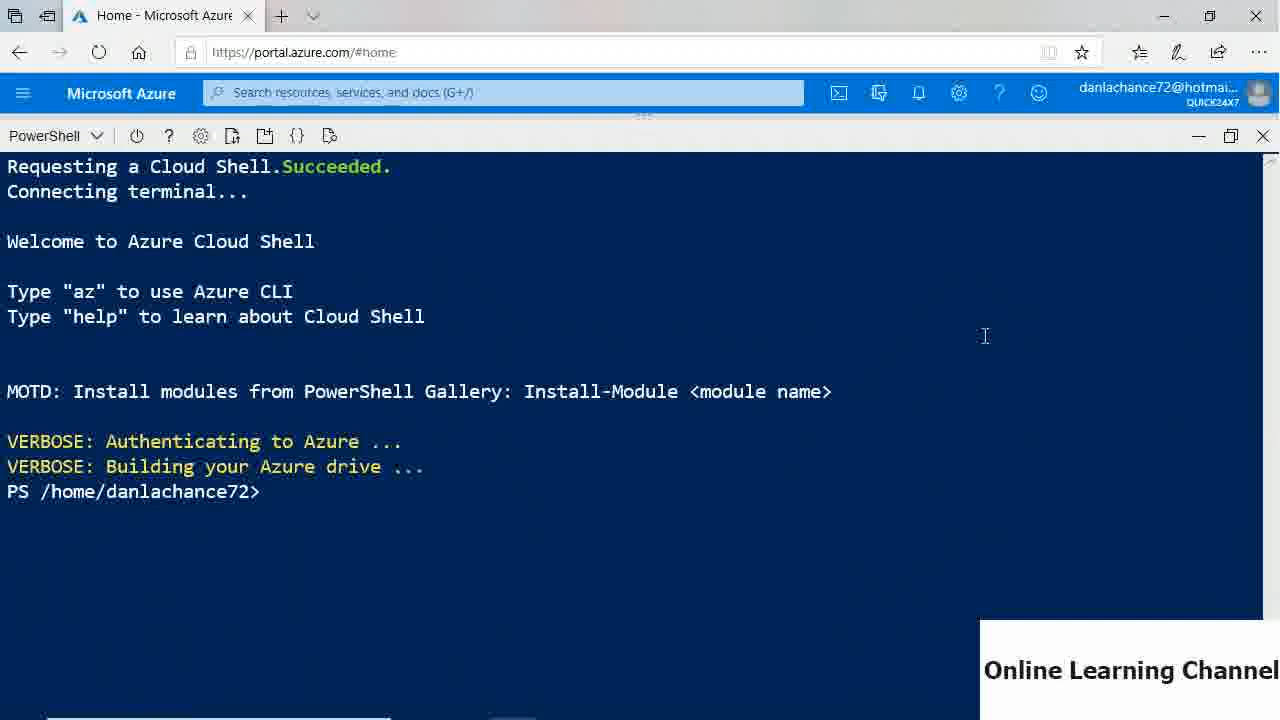 Home - Microsoft Azure
https://portal.azure.com/#home
Microsoft Azure
Search resources, services, and docs (G+/)
danlachance72@hotmai...
QUICK24X7
PowerShell
Requesting a Cloud Shell.Succeeded.
Connecting terminal...
Welcome to Azure Cloud Shell
Type "az" to use Azure CLI
Type "help" to learn about Cloud Shell
MOTD: Install modules from PowerShell Gallery: Install-Module <module name>
VERBOSE: Authenticating to Azure ...
VERBOSE: Building your Azure drive ...
PS /home/danlachance72>
Online Learning Channel